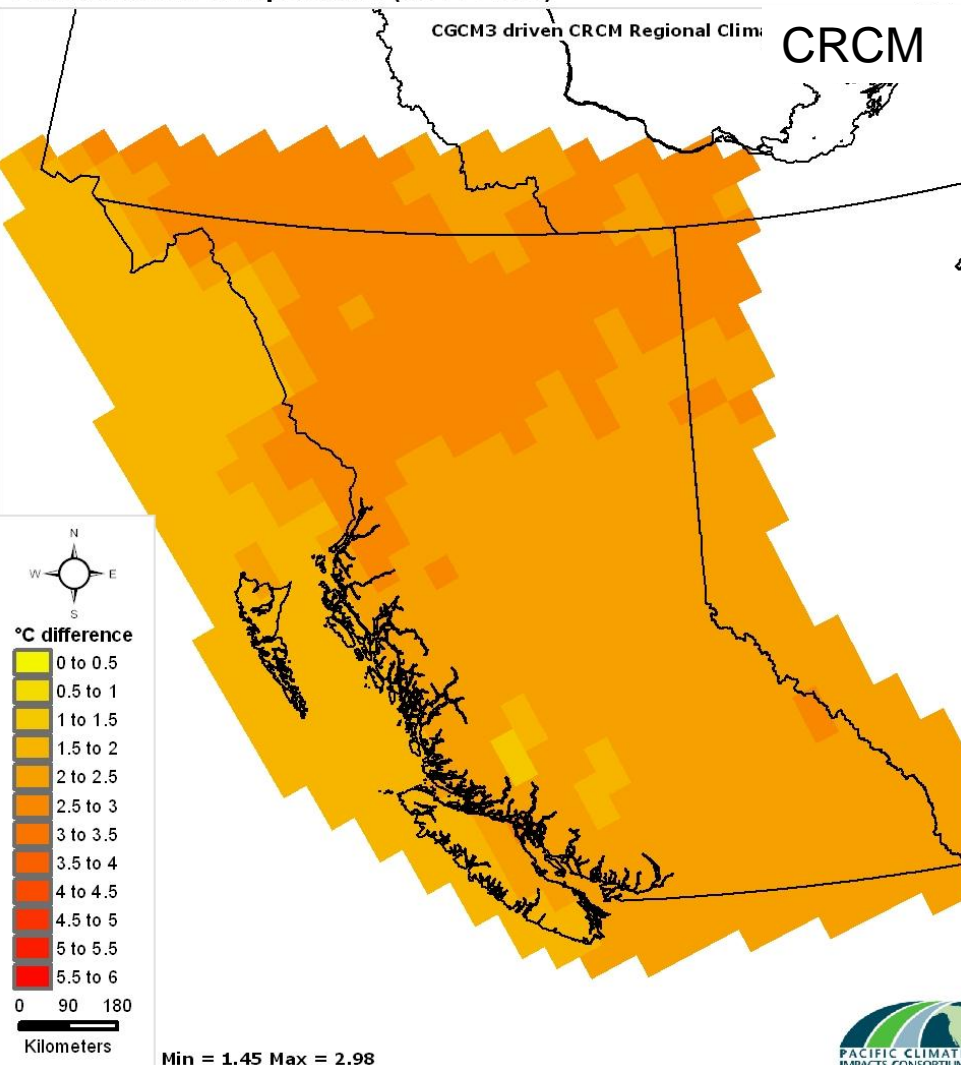 CGCM3 driven CRCM Regional Clima
CRCM
N
W E
S
°C difference
0 to 0.5
0.5 to 1
1 to 1.5
1.5 to 2
2 to 2.5
2.5 to 3
3 to 3.5
3.5 to 4
4 to 4.5
4.5 to 5
5 to 5.5
5.5 to 6
0 90 180
Kilometers
Min = 1.45 Max = 2.98
PACIFIC CLIMAT
IMPACTS CONSORTIUM